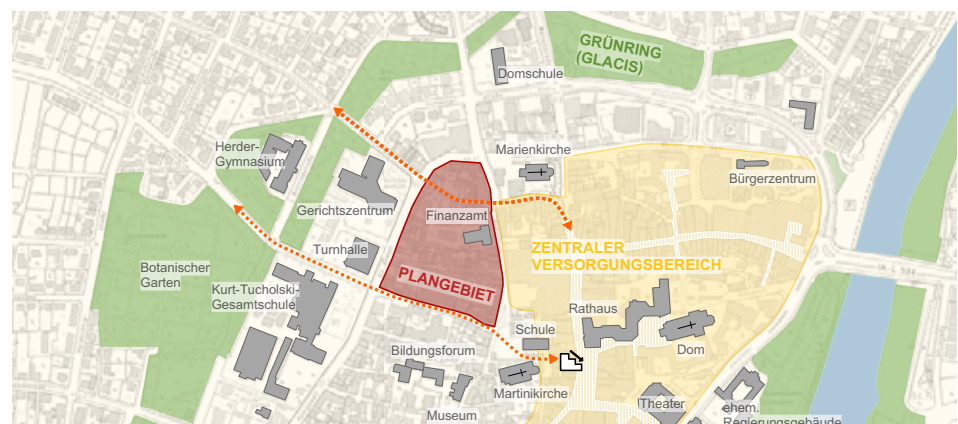 GRÜNRING
(GLACIS)
Domschule
Marienkirche
Herder-
Gymnasium
Bürgerzentrum
Gerichtszentrum
Finanzamt
Turnhalle
ZENTRALER
VERSORGUNGSBEREICH
Botanischer
Garten
PLANGEBIET
Kurt-Tucholski-
Gesamtschule
Rathaus
Schule
Dom
Bildungsforum
Martinikirche
Museum
Theater
ehem.
Regierungsgebäude